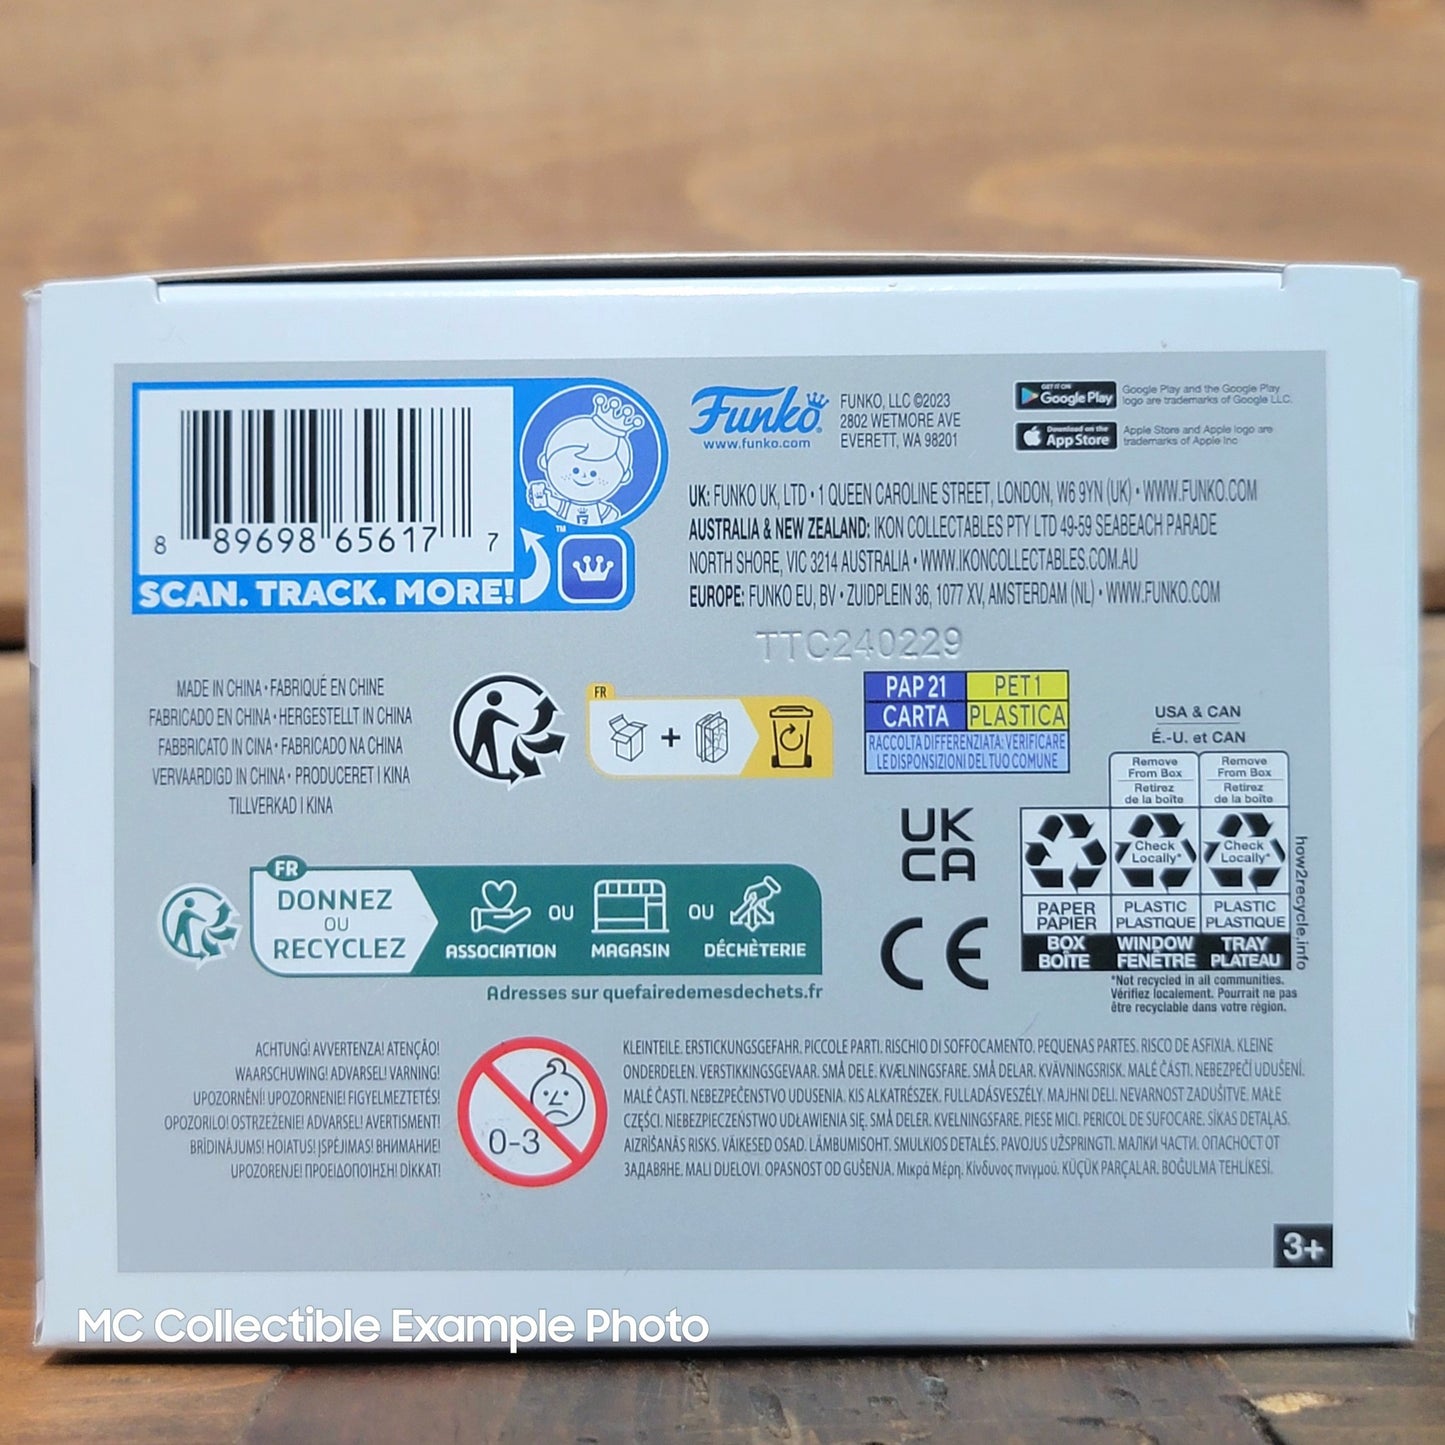 8 89698 65617 7
SCAN. TRACK. MORE!
TM
Funko
www.funko.com
FUNKO, LLC ©2023
2802 WETMORE AVE
EVERETT, WA 98201
GET IT ON
Google Play
Google Play and the Google Play
logo are trademarks of Google LLC.
Download on the
App Store
Apple Store and Apple logo are
trademarks of Apple Inc
UK: FUNKO UK, LTD • 1 QUEEN CAROLINE STREET, LONDON, W6 9YN (UK) • WWW.FUNKO.COM
AUSTRALIA & NEW ZEALAND: IKON COLLECTABLES PTY LTD 49-59 SEABEACH PARADE
NORTH SHORE, VIC 3214 AUSTRALIA • WWW.IKONCOLLECTABLES.COM.AU
EUROPE: FUNKO EU, BV • ZUIDPLEIN 36, 1077 XV, AMSTERDAM (NL) • WWW.FUNKO.COM
TTC240229
MADE IN CHINA • FABRIQUÉ EN CHINE
FABRICADO EN CHINA • HERGESTELLT IN CHINA
FABBRICATO IN CINA • FABRICADO NA CHINA
VERVAARDIGD IN CHINA • PRODUCERET I KINA
TILLVERKAD I KINA
FR
+
PAP 21
PET 1
CARTA
PLASTICA
RACCOLTA DIFFERENZIATA: VERIFICARE
LE DISPOSIZIONI DEL TUO COMUNE
USA & CAN
É.-U. et CAN
Remove
From Box
Retirez
de la boîte
Remove
From Box
Retirez
de la boîte
Check
Locally*
Check
Locally*
PAPER
PAPIER
PLASTIC
PLASTIQUE
PLASTIC
PLASTIQUE
BOX
BOÎTE
WINDOW
FENÊTRE
TRAY
PLATEAU
how2recycle.info
*Not recycled in all communities.
Vérifiez localement. Pourrait ne pas
être recyclable dans votre région.
UK
CA
CE
FR
DONNEZ
OU
RECYCLEZ
ASSOCIATION
OU
MAGASIN
OU
DÉCHÈTERIE
Adresses sur quefairedemesdechets.fr
ACHTUNG! AVVERTENZA! ATENÇÃO!
WAARSCHUWING! ADVARSEL! VARNING!
UPOZORNĚNÍ! UPOZORNENIE! FIGYELMEZTETÉS!
OPOZORILO! OSTRZEŻENIE! ADVARSEL! AVERTISMENT!
BRĪDINĀJUMS! HOIATUS! ĮSPĖJIMAS! ВНИМАНИЕ!
UPOZORENJE! ΠΡΟΕΙΔΟΠΟΙΗΣΗ! DİKKAT!
0-3
KLEINTEILE. ERSTICKUNGSGEFAHR. PICCOLE PARTI. RISCHIO DI SOFFOCAMENTO. PEQUENAS PARTES. RISCO DE ASFIXIA. KLEINE
ONDERDELEN. VERSTIKKINGSGEVAAR. SMÅ DELE. KVÆLNINGSFARE. SMÅ DELAR. KVÄVNINGSRISK. MALÉ ČÁSTI. NEBEZPEČÍ UDUŠENÍ.
MALÉ ČASTI. NEBEZPEČENSTVO UDUSENIA. KIS ALKATRÉSZEK. FULLADÁSVESZÉLY. MAJHNI DELI. NEVARNOST ZADUŠITVE. MAŁE
CZĘŚCI. NIEBEZPIECZEŃSTWO UDŁAWIENIA SIĘ. SMÅ DELER. KVELNINGSFARE. PIESE MICI. PERICOL DE SUFOCARE. SĪKAS DETAĻAS.
AIZRĪŠANĀS RISKS. VÄIKESED OSAD. LÄMBUMISOHT. SMULKIOS DETALĖS. PAVOJUS UŽSPRINGTI. МАЛКИ ЧАСТИ. ОПАСНОСТ ОТ
ЗАДАВЯНЕ. MALI DIJELOVI. OPASNOST OD GUŠENJA. Μικρά Μέρη. Κίνδυνος πνιγμού. KÜÇÜK PARÇALAR. BOĞULMA TEHLİKESİ.
3+
MC Collectible Example Photo